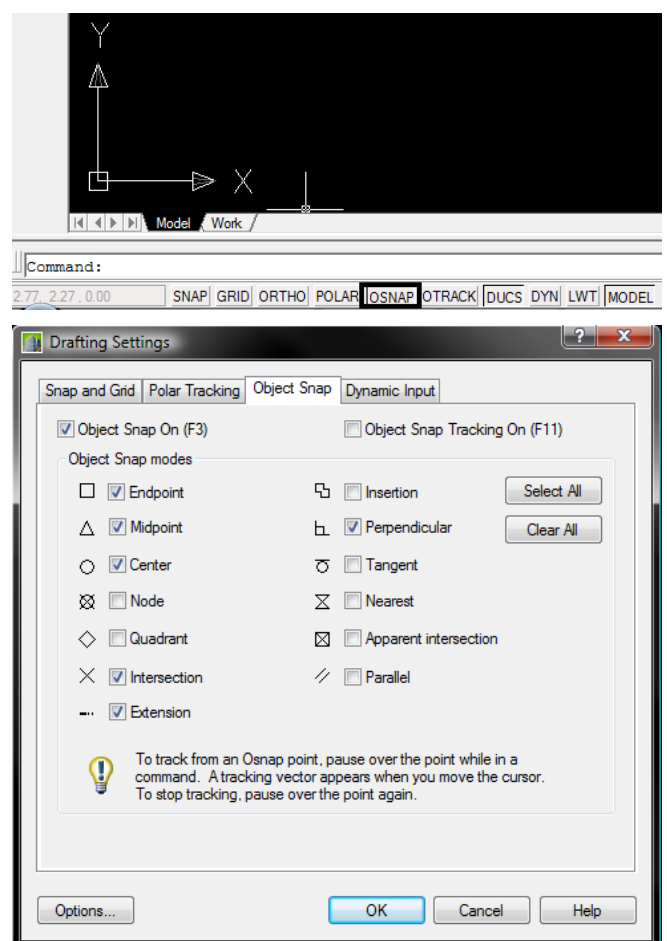 Y
X
Model Work
Command:
2.77, 2.27, 0.00 SNAP GRID ORTHO POLAR OSNAP OTRACK DUCS DYN LWT MODEL
Drafting Settings
? X
Snap and Grid Polar Tracking Object Snap Dynamic Input
Object Snap On (F3) Object Snap Tracking On (F11)
Object Snap modes
Endpoint Insertion Select All
Midpoint Perpendicular Clear All
Center Tangent
Node Nearest
Quadrant Apparent intersection
Intersection Parallel
Extension
To track from an Osnap point, pause over the point while in a
command. A tracking vector appears when you move the cursor.
To stop tracking, pause over the point again.
Options... OK Cancel Help